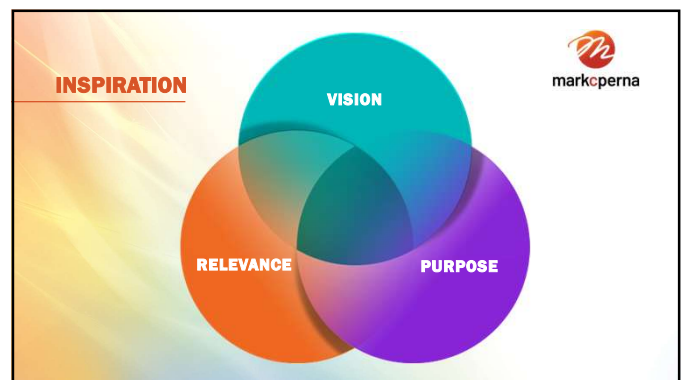 INSPIRATION
markcperna
VISION
RELEVANCE
PURPOSE